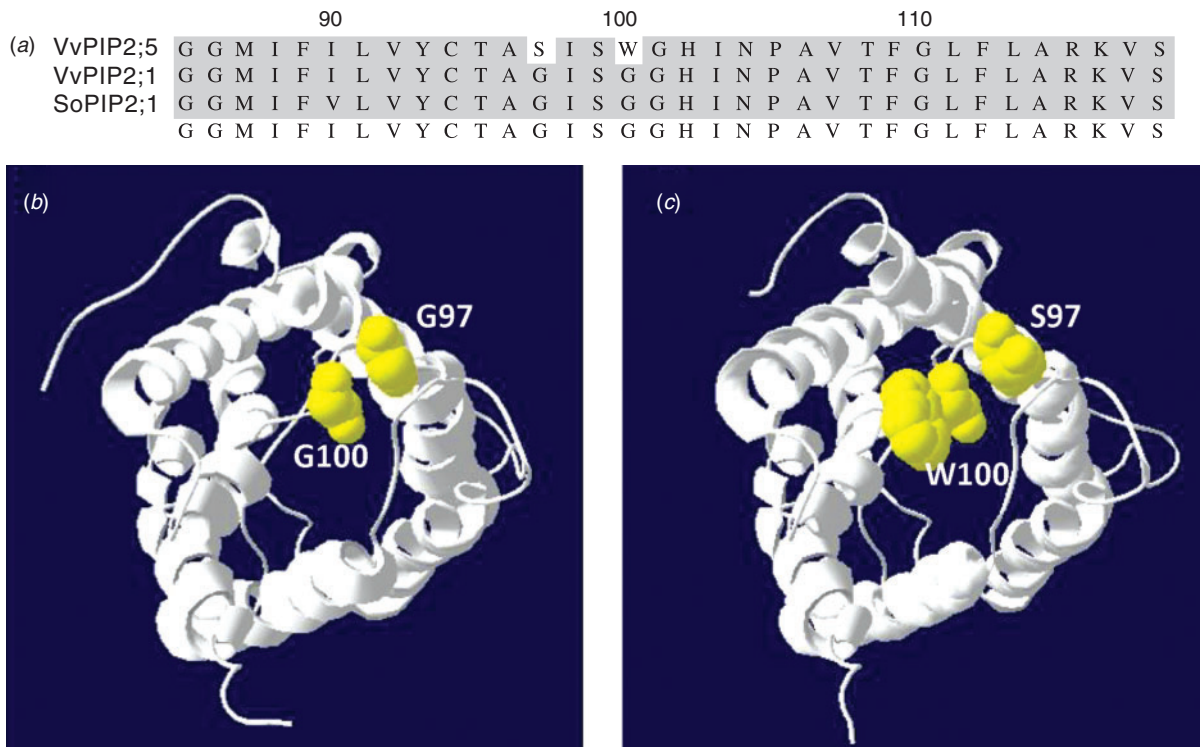 90 100 110
(a) VvPIP2;5 G G M I F I L V Y C T A S I S W G H I N P A V T F G L F L A R K V S
VvPIP2;1 G G M I F I L V Y C T A G I S G G H I N P A V T F G L F L A R K V S
SoPIP2;1 G G M I F V L V Y C T A G I S G G H I N P A V T F G L F L A R K V S
G G M I F I L V Y C T A G I S G G H I N P A V T F G L F L A R K V S
(b) (c)
G97 S97
G100 W100